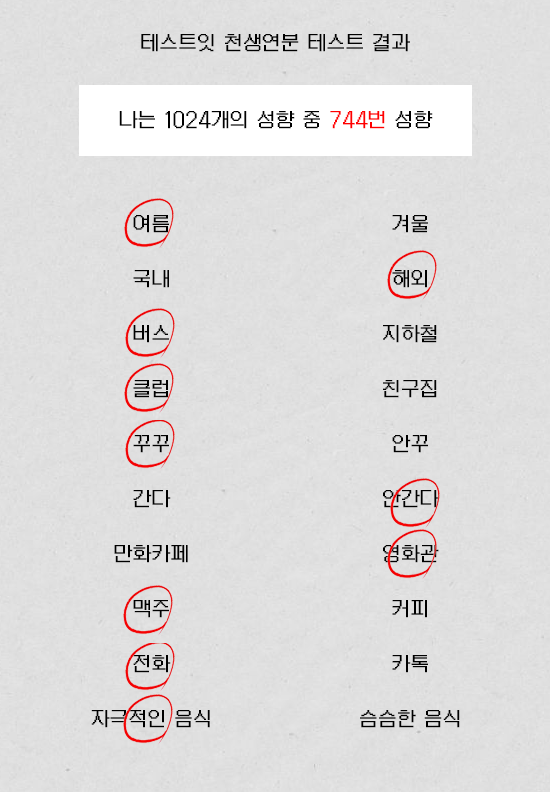 테스트잇 천생연분 테스트 결과
나는 1024개의 성향 중 744번 성향
여름 겨울
국내 해외
버스 지하철
클럽 친구집
꾸꾸 안꾸
간다 안간다
만화카페 영화관
맥주 커피
전화 카톡
자극적인 음식 슴슴한 음식